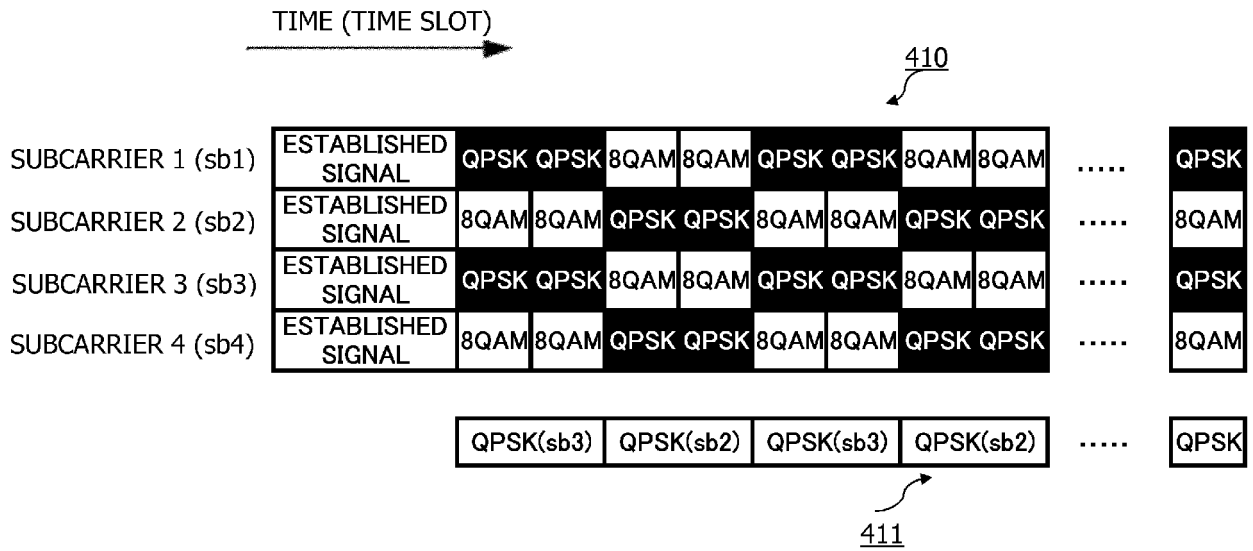 TIME (TIME SLOT)
410
SUBCARRIER 1 (sb1) ESTABLISHED SIGNAL QPSK QPSK 8QAM 8QAM QPSK QPSK 8QAM 8QAM ..... QPSK
SUBCARRIER 2 (sb2) ESTABLISHED SIGNAL 8QAM 8QAM QPSK QPSK 8QAM 8QAM QPSK QPSK ..... 8QAM
SUBCARRIER 3 (sb3) ESTABLISHED SIGNAL QPSK QPSK 8QAM 8QAM QPSK QPSK 8QAM 8QAM ..... QPSK
SUBCARRIER 4 (sb4) ESTABLISHED SIGNAL 8QAM 8QAM QPSK QPSK 8QAM 8QAM QPSK QPSK ..... 8QAM
QPSK(sb3) QPSK(sb2) QPSK(sb3) QPSK(sb2) ..... QPSK
411